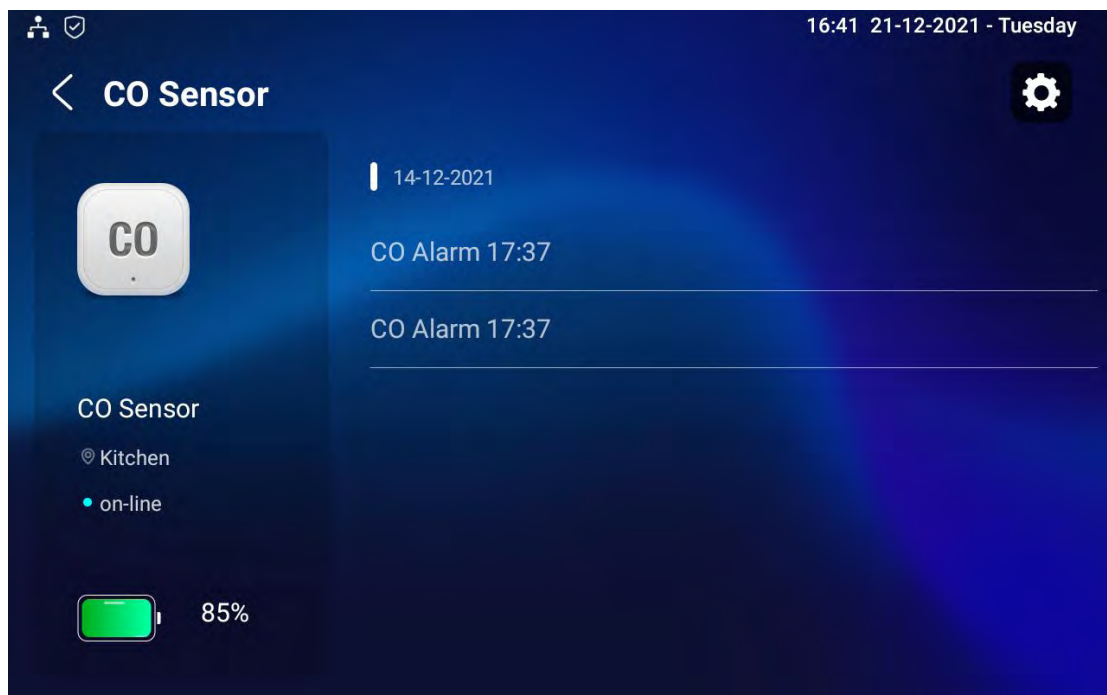 16:41 21-12-2021 - Tuesday
CO Sensor
CO
CO Sensor
Kitchen
on-line
85%
14-12-2021
CO Alarm 17:37
CO Alarm 17:37